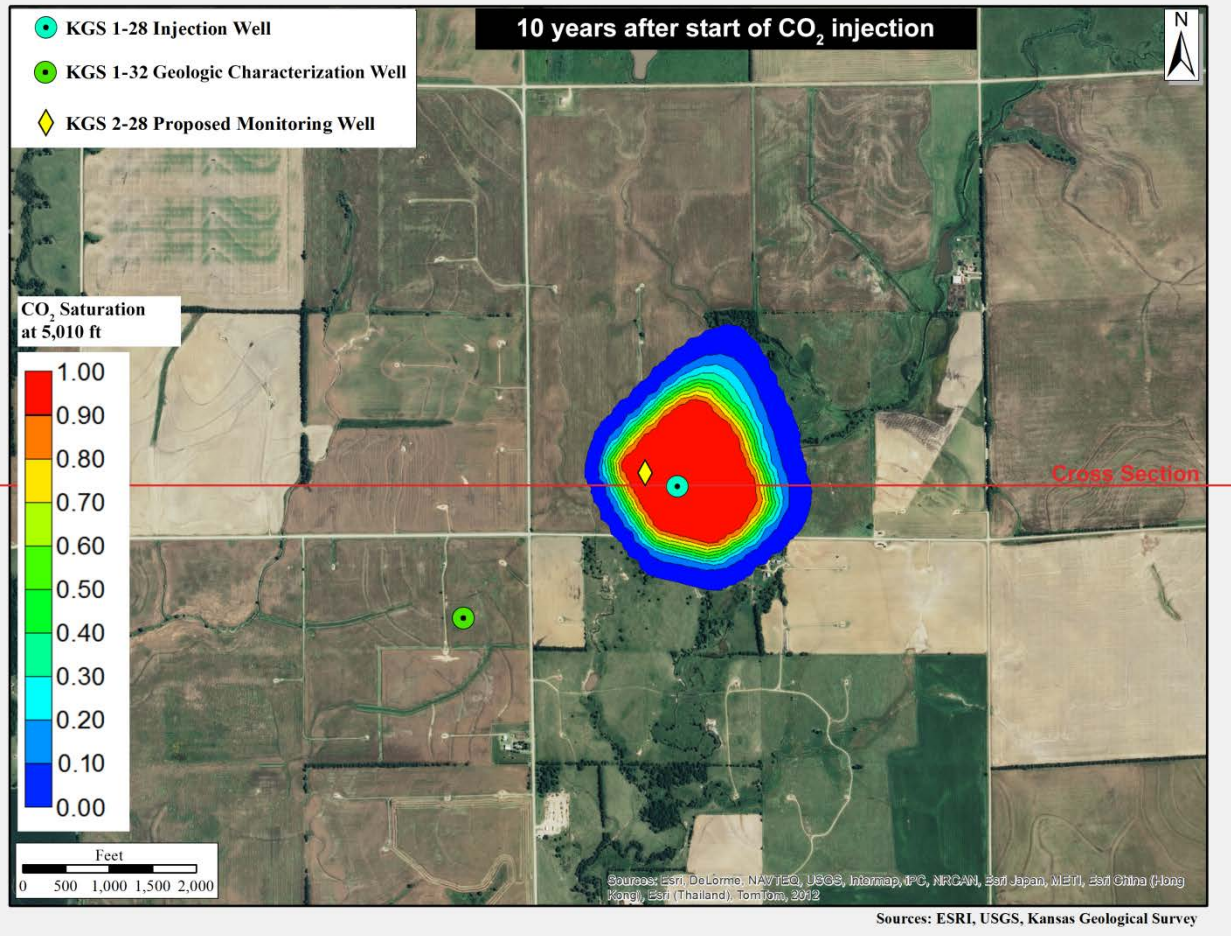 10 years after start of CO₂ injection
N
KGS 1-28 Injection Well
KGS 1-32 Geologic Characterization Well
KGS 2-28 Proposed Monitoring Well
CO₂ Saturation
at 5,010 ft
1.00
0.90
0.80
0.70
0.60
0.50
0.40
0.30
0.20
0.10
0.00
Cross Section
Feet
0 500 1,000 1,500 2,000
Sources: Esri, DeLorme, NAVTEQ, USGS, Intermap, iPC, NRCAN, Esri Japan, METI, Esri China (Hong
Kong), Esri (Thailand), TomTom, 2012
Sources: ESRI, USGS, Kansas Geological Survey